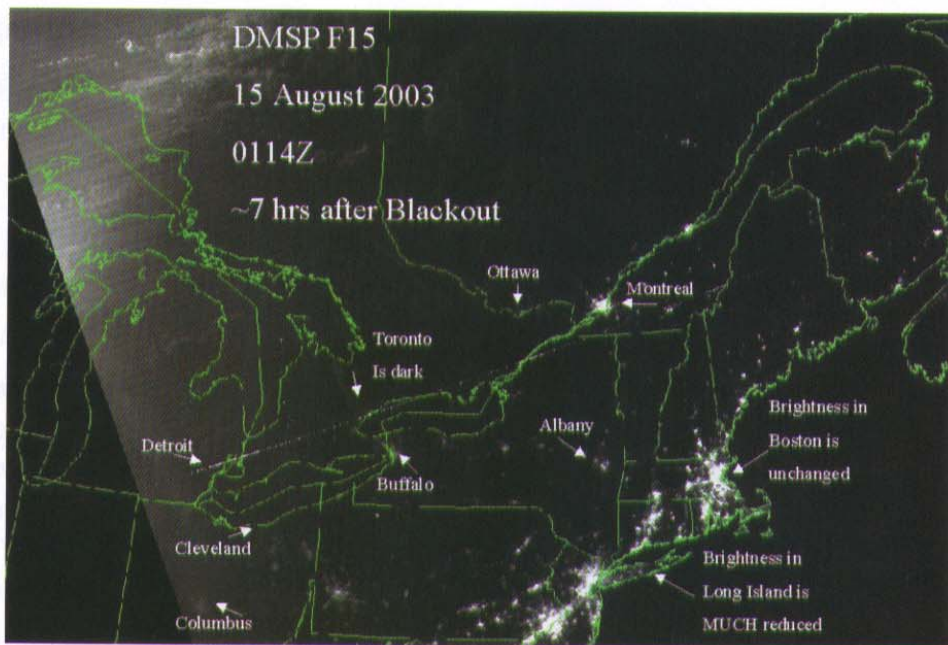 DMSP F15
15 August 2003
0114Z
~7 hrs after Blackout
Ottawa
Montreal
Toronto
Is dark
Detroit
Buffalo
Albany
Brightness in
Boston is
unchanged
Cleveland
Columbus
Brightness in
Long Island is
MUCH reduced